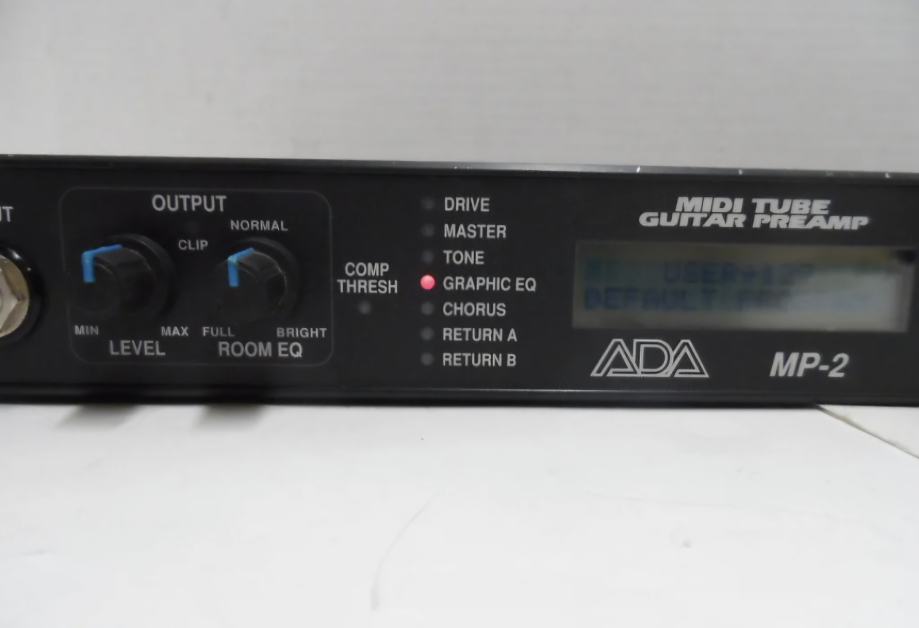 OUTPUT
NORMAL
CLIP
MIN
MAX
FULL
BRIGHT
LEVEL
ROOM EQ
COMP
THRESH
DRIVE
MASTER
TONE
GRAPHIC EQ
CHORUS
RETURN A
RETURN B
MIDI TUBE
GUITAR PREAMP
DEFAULT
ADA
MP-2